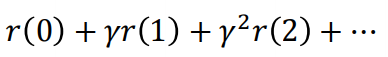 r(0) + γr(1) + γ²r(2) + ⋯